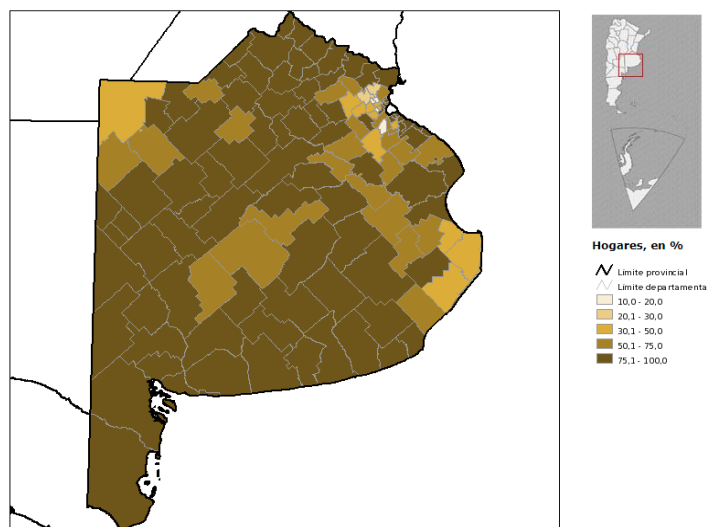 Hogares, en %
Límite provincial
Límite departamenta
10,0 - 20,0
20,1 - 30,0
30,1 - 50,0
50,1 - 75,0
75,1 - 100,0